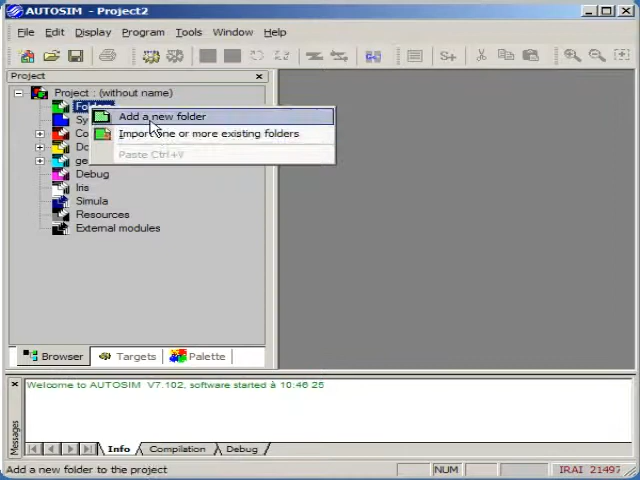 AUTOSIM - Project2
File Edit Display Program Tools Window Help
S+
Project
Project : (without name)
Add a new folder
Import one or more existing folders
Paste Ctrl+V
Debug
Iris
Simula
Resources
External modules
Browser Targets Palette
Welcome to AUTOSIM V7.102, software started à 10:46 25
Messages
Info Compilation Debug
Add a new folder to the project
NUM
IRAI 21497